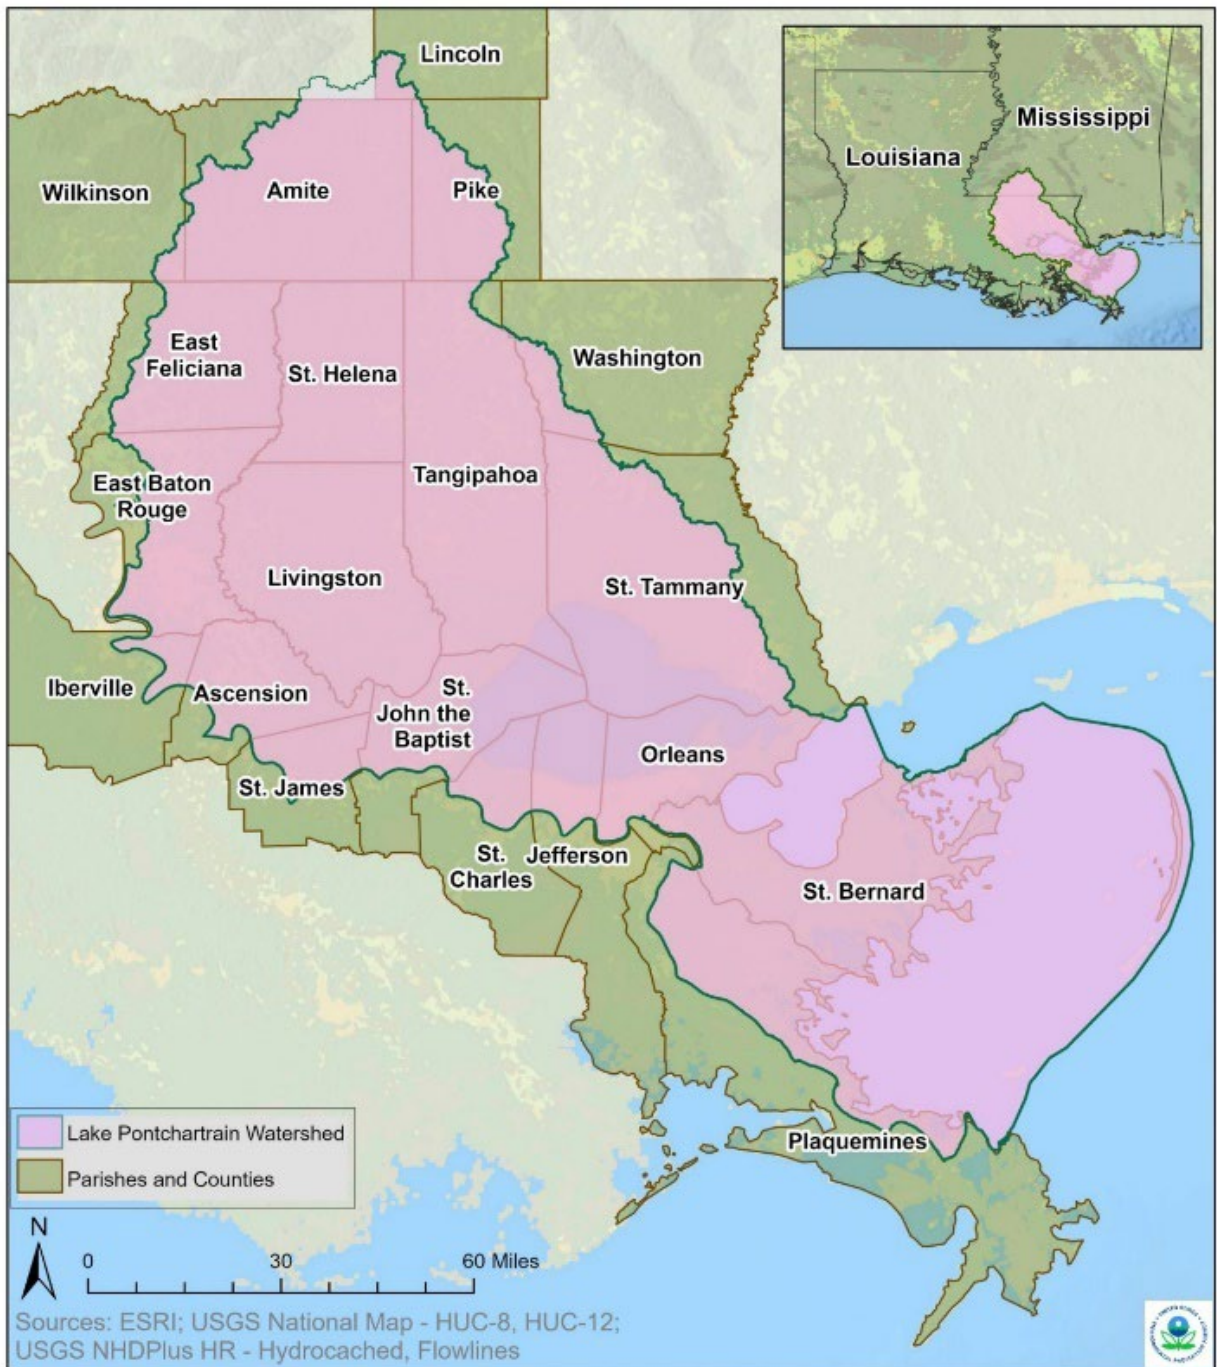 Lincoln
Mississippi
Louisiana
Wilkinson
Amite
Pike
East
Feliciana
St. Helena
Washington
East Baton
Rouge
Tangipahoa
Livingston
St. Tammany
Iberville
Ascension
St.
John the
Baptist
Orleans
St. James
St.
Charles
Jefferson
St. Bernard
Plaquemines
Lake Pontchartrain Watershed
Parishes and Counties
N
0 30 60 Miles
Sources: ESRI; USGS National Map - HUC-8, HUC-12;
USGS NHDPlus HR - Hydrocached, Flowlines